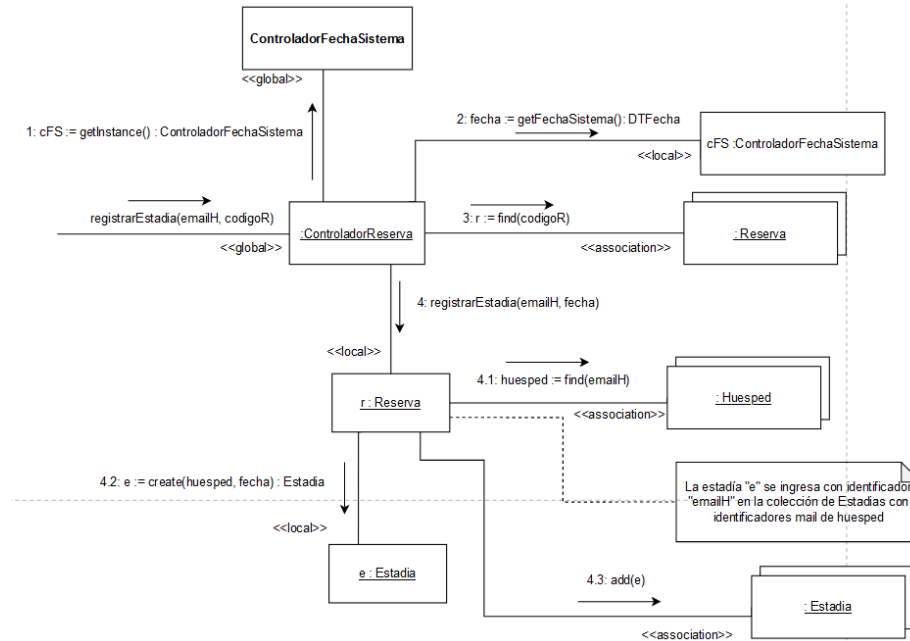 ControladorFechaSistema
<<global>>
1: cFS := getInstance() : ControladorFechaSistema
2: fecha := getFechaSistema(): DTFecha
cFS :ControladorFechaSistema
<<local>>
registrarEstadia(emailH, codigoR)
<<global>>
:ControladorReserva
3: r := find(codigoR)
<<association>>
: Reserva
4: registrarEstadia(emailH, fecha)
<<local>>
r : Reserva
4.1: huesped := find(emailH)
<<association>>
: Huesped
4.2: e := create(huesped, fecha) : Estadia
<<local>>
e : Estadia
La estadía "e" se ingresa con identificador
"emailH" en la colección de Estadias con
identificadores mail de huesped
4.3: add(e)
<<association>>
: Estadia